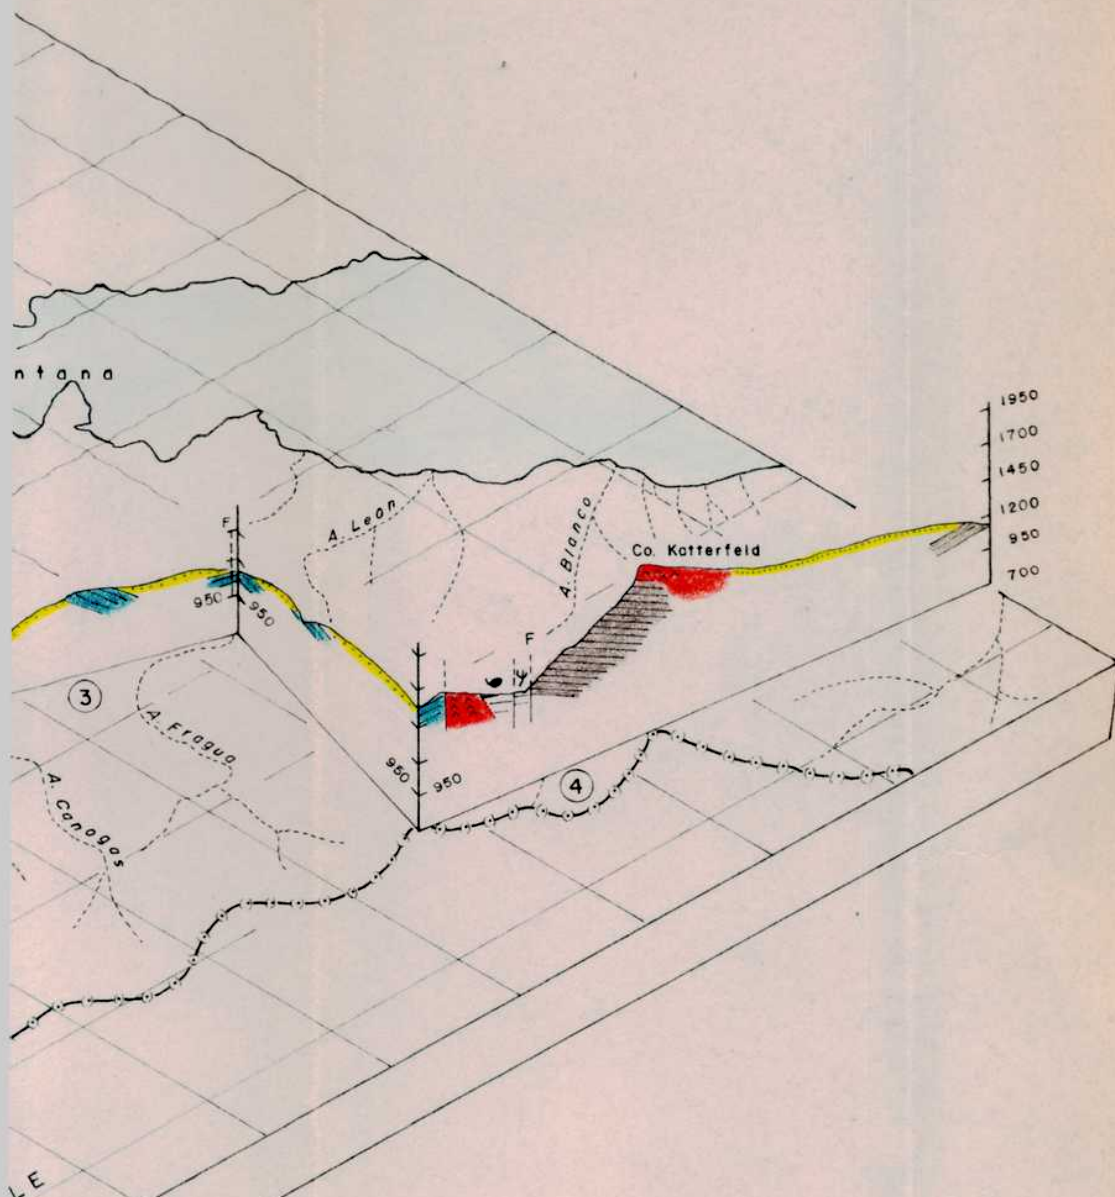 ntana
1950
1700
1450
1200
950
700
A. Leon
A. Blanco
Co. Katterfeld
F
950
950
F
3
A. Fragua
A. Canogas
950
950
4
LE